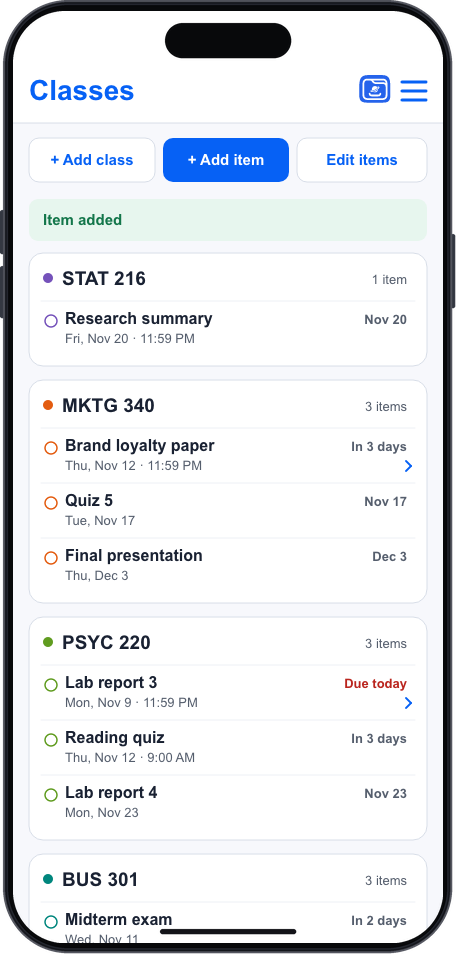 Classes
+ Add class
+ Add item
Edit items
Item added
STAT 216
1 item
Research summary
Nov 20
Fri, Nov 20 · 11:59 PM
MKTG 340
3 items
Brand loyalty paper
In 3 days
Thu, Nov 12 · 11:59 PM
Quiz 5
Nov 17
Tue, Nov 17
Final presentation
Dec 3
Thu, Dec 3
PSYC 220
3 items
Lab report 3
Due today
Mon, Nov 9 · 11:59 PM
Reading quiz
In 3 days
Thu, Nov 12 · 9:00 AM
Lab report 4
Nov 23
Mon, Nov 23
BUS 301
3 items
Midterm exam
In 2 days
Wed, Nov 11